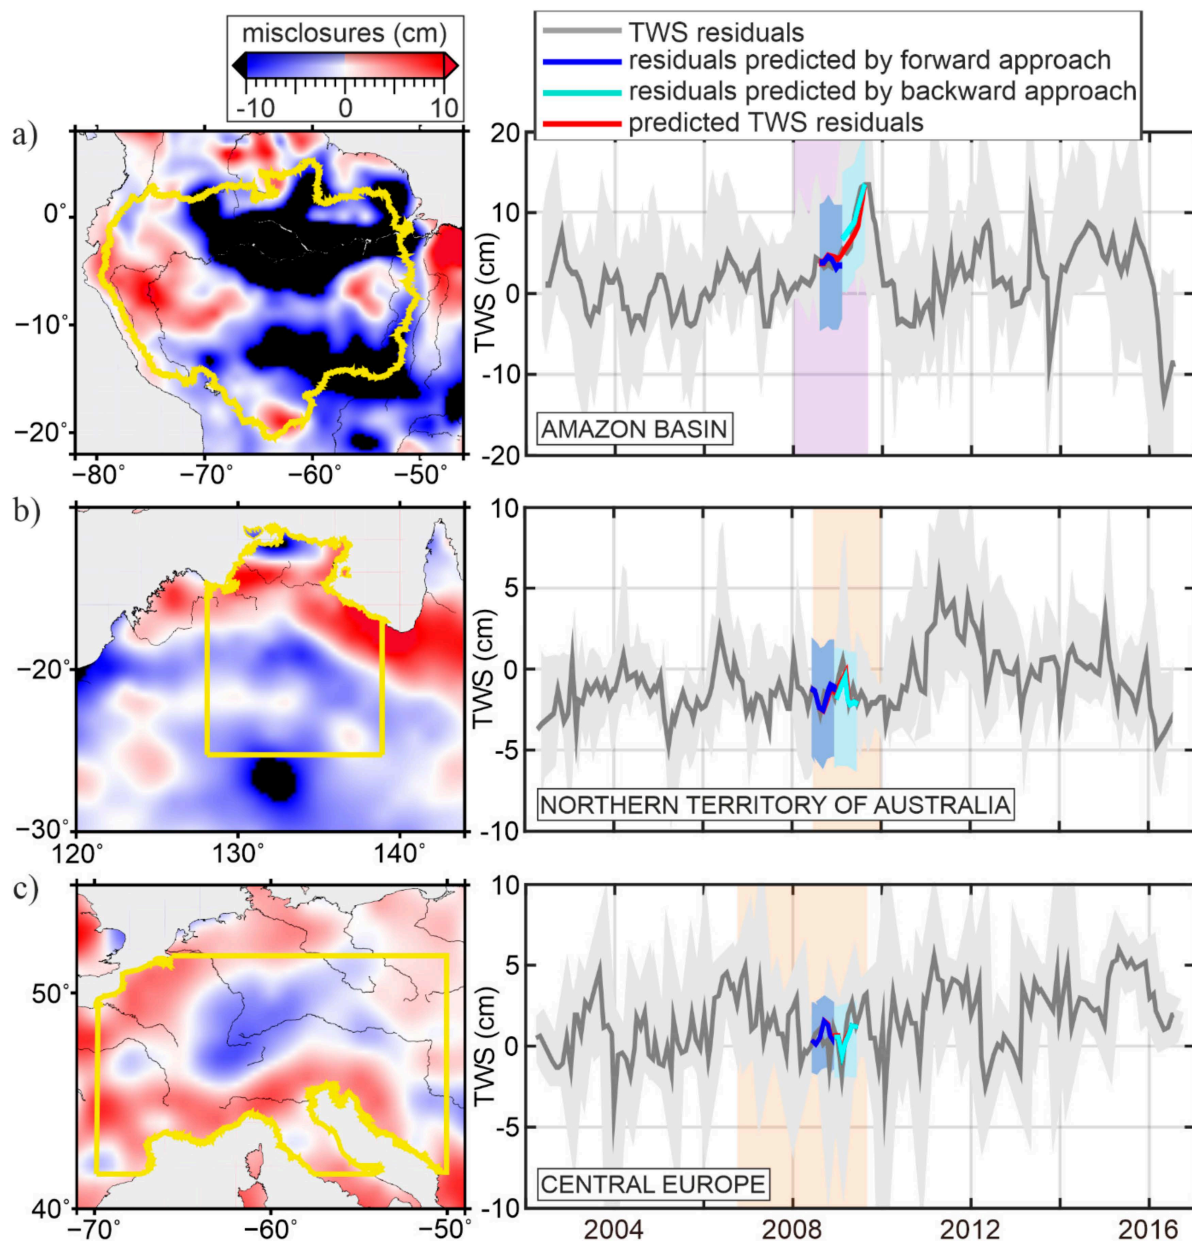 misclosures (cm)
-10 0 10
TWS residuals
residuals predicted by forward approach
residuals predicted by backward approach
predicted TWS residuals
a)
0°
−10°
−20°
−80° −70° −60° −50°
TWS (cm)
20
10
0
-10
-20
AMAZON BASIN
b)
−20°
−30°
120° 130° 140°
TWS (cm)
10
5
0
-5
-10
NORTHERN TERRITORY OF AUSTRALIA
c)
50°
40°
−70° −60° −50°
TWS (cm)
10
5
0
-5
-10
CENTRAL EUROPE
2004 2008 2012 2016